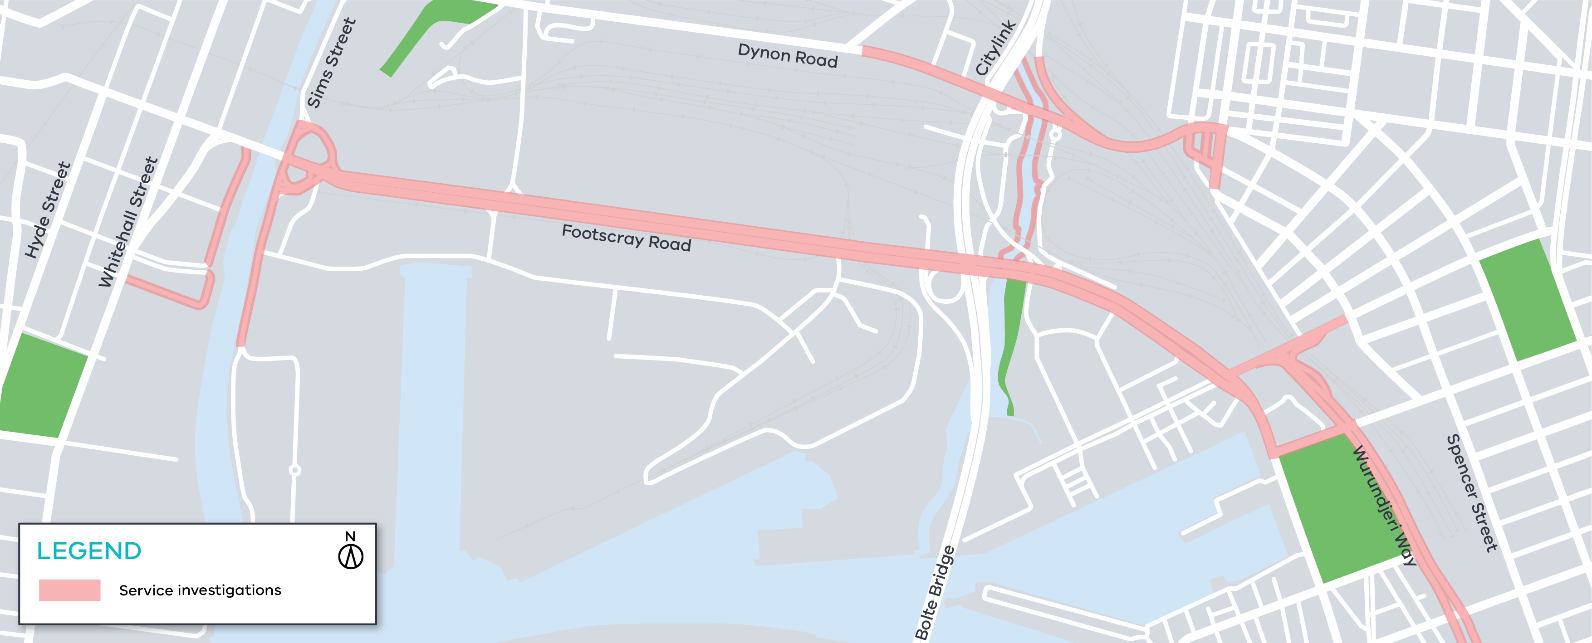 Sims Street
Citylink
Dynon Road
Hyde Street
Whitehall Street
Footscray Road
Wurundjeri Way
Spencer Street
Bolte Bridge
LEGEND
N
Service investigations